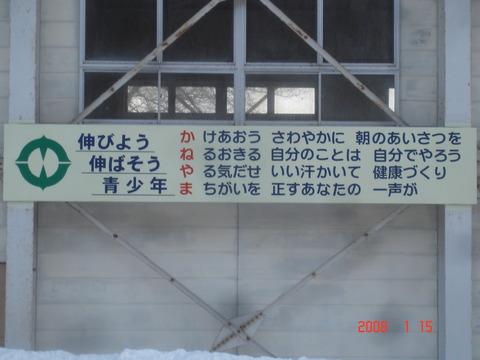 伸びよう
伸ばそう
青少年
かけあおう さわやかに 朝のあいさつを
ねるおきる 自分のことは 自分でやろう
やる気だせ いい汗かいて 健康づくり
まちがいを 正すあなたの 一声が
2008 1 15